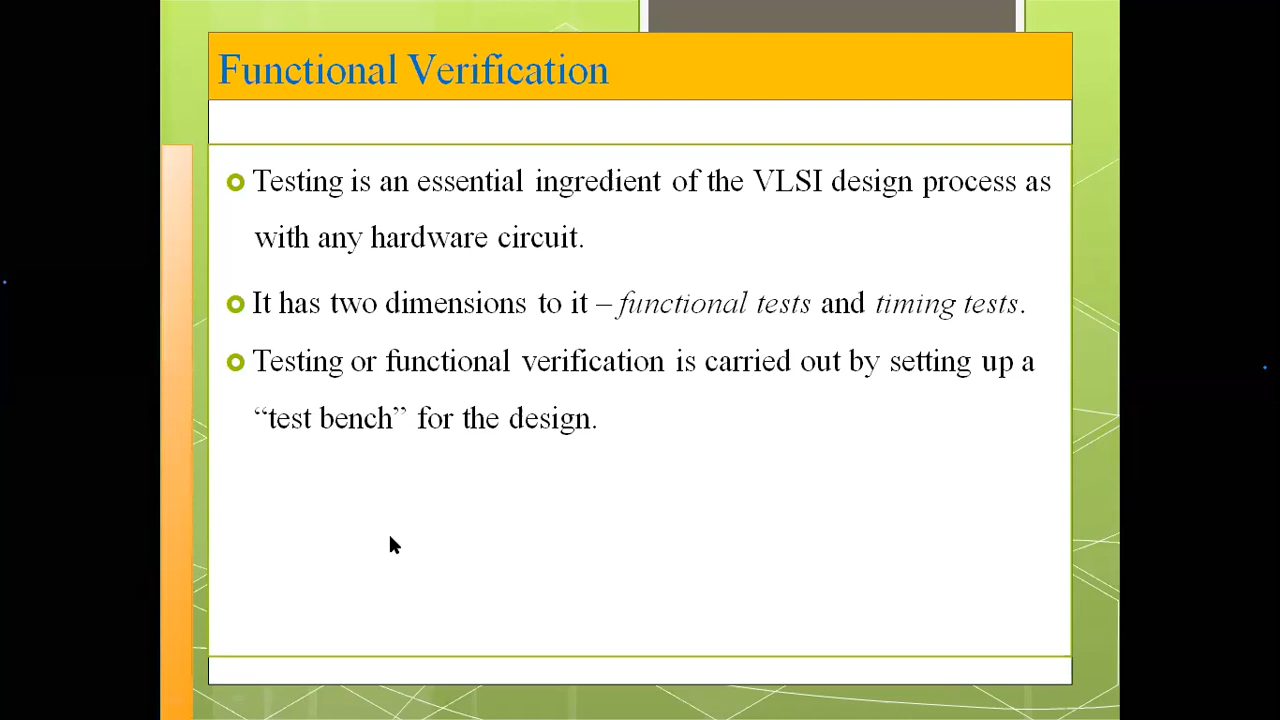 Functional Verification
Testing is an essential ingredient of the VLSI design process as
with any hardware circuit.
It has two dimensions to it – functional tests and timing tests.
Testing or functional verification is carried out by setting up a
“test bench” for the design.